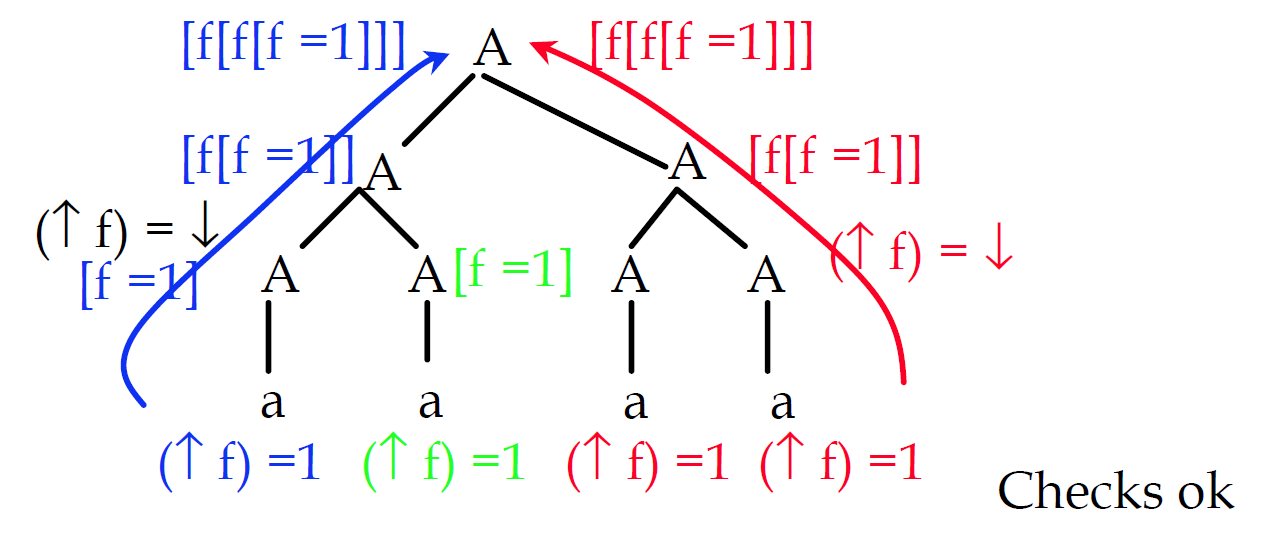 [f[f[f =1]]] A [f[f[f =1]]]
[f[f =1]] A A [f[f =1]]
(↑ f) = ↓ (↑ f) = ↓
[f =1] A A [f =1] A A
a a a a
(↑ f) =1 (↑ f) =1 (↑ f) =1 (↑ f) =1
Checks ok